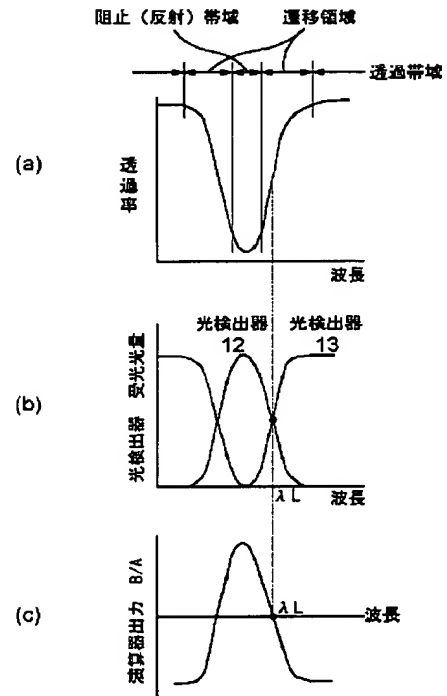 阻止（反射）帯域
遷移領域
透過帯域
(a)
透過率
波長
光検出器
12
光検出器
13
(b)
光検出器 受光光量
λL
波長
(c)
演算器出力 B/A
λL
波長